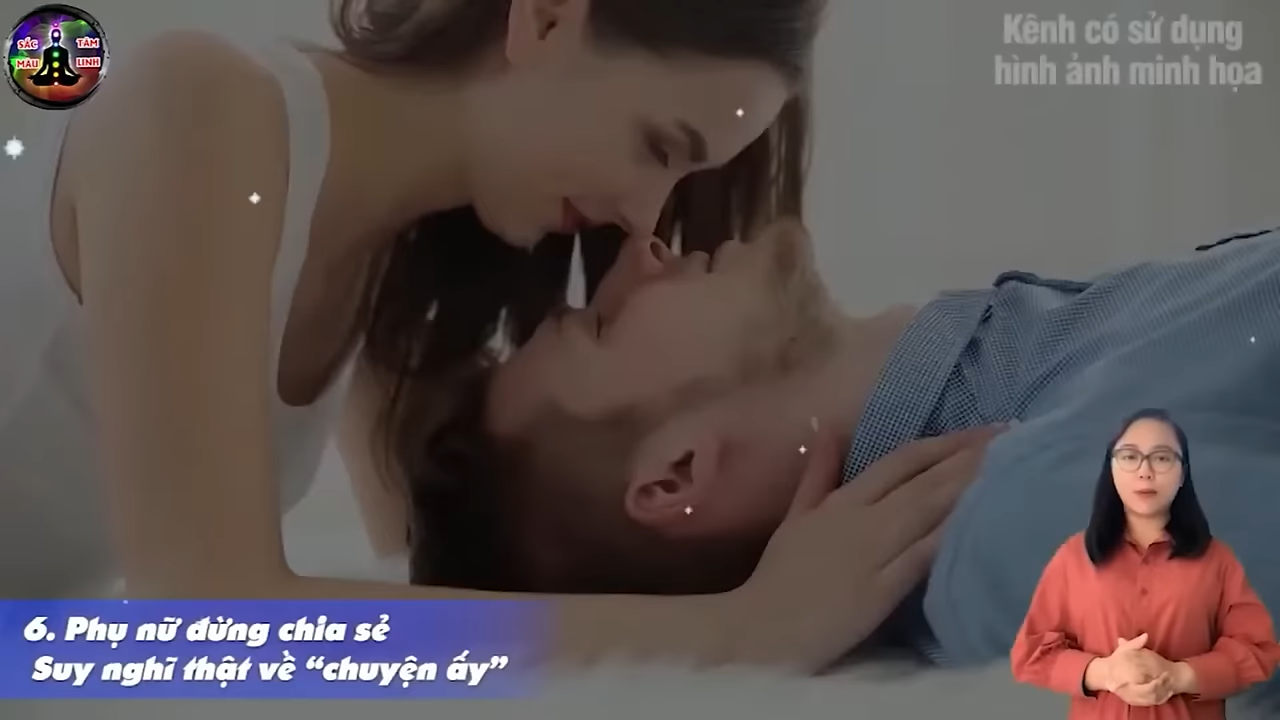 SẮC TÂM
MÀU LINH
Kênh có sử dụng
hình ảnh minh họa
6. Phụ nữ đừng chia sẻ
Suy nghĩ thật về “chuyện ấy”